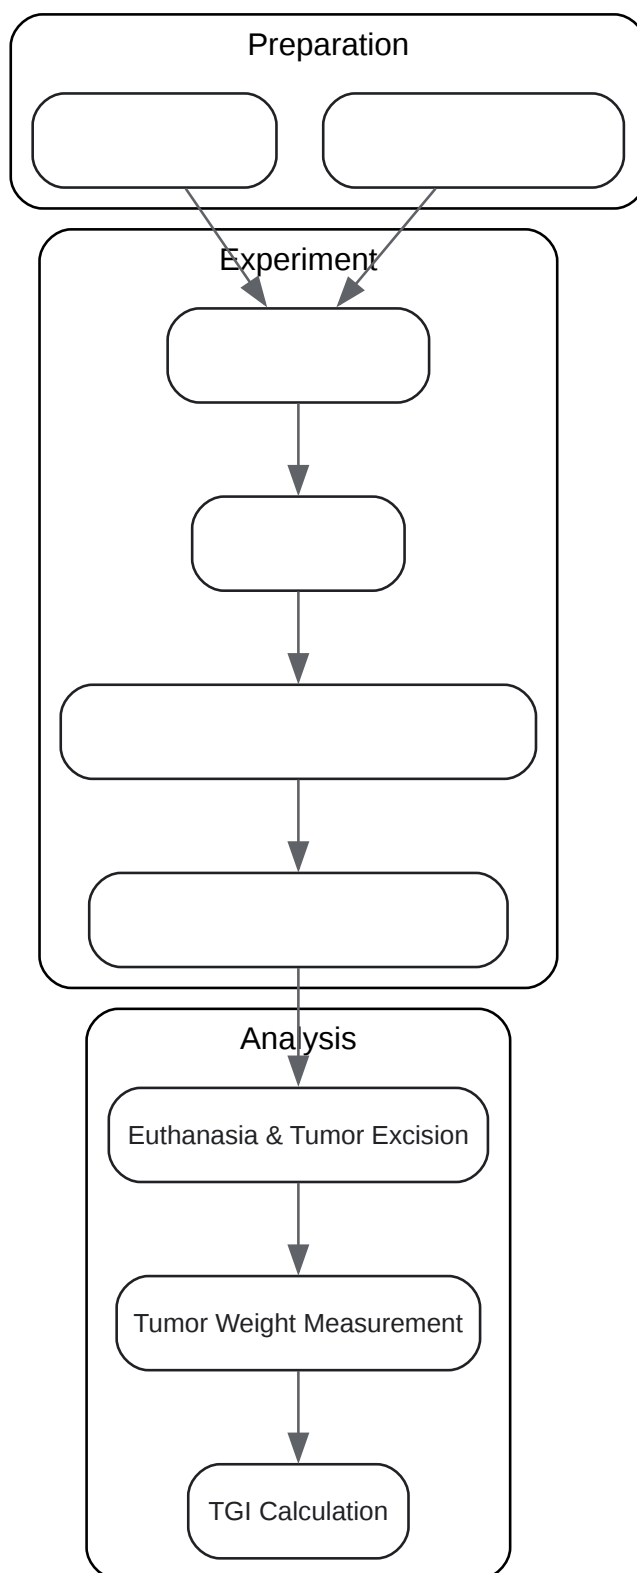 Preparation
Experiment
Analysis
Euthanasia & Tumor Excision
Tumor Weight Measurement
TGI Calculation